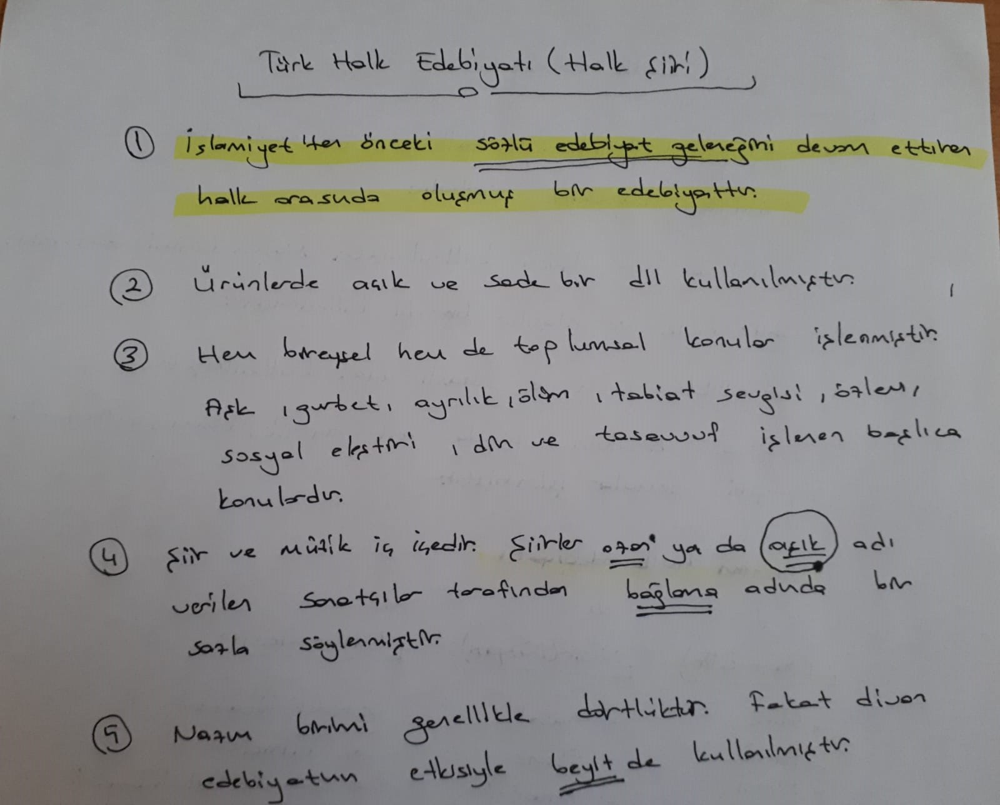 Türk Halk Edebiyatı (Halk Şiiri)
1 İslamiyet'ten önceki sözlü edebiyat geleneğini devam ettiren
halk arasında oluşmuş bir edebiyattır.
2 Ürünlerde açık ve sade bir dil kullanılmıştır.
3 Hem bireysel hem de toplumsal konular işlenmiştir.
Aşk, gurbet, ayrılık, ölüm, tabiat sevgisi, özlem,
sosyal eleştiri, din ve tasavvuf işlenen başlıca
konulardır.
4 Şiir ve müzik iç içedir. Şiirler ozan ya da aşık adı
verilen sanatçılar tarafından bağlama adında bir
sazla söylenmiştir.
5 Nazım birimi genellikle dörtlüktür. Fakat divan
edebiyatının etkisiyle beyit de kullanılmıştır.